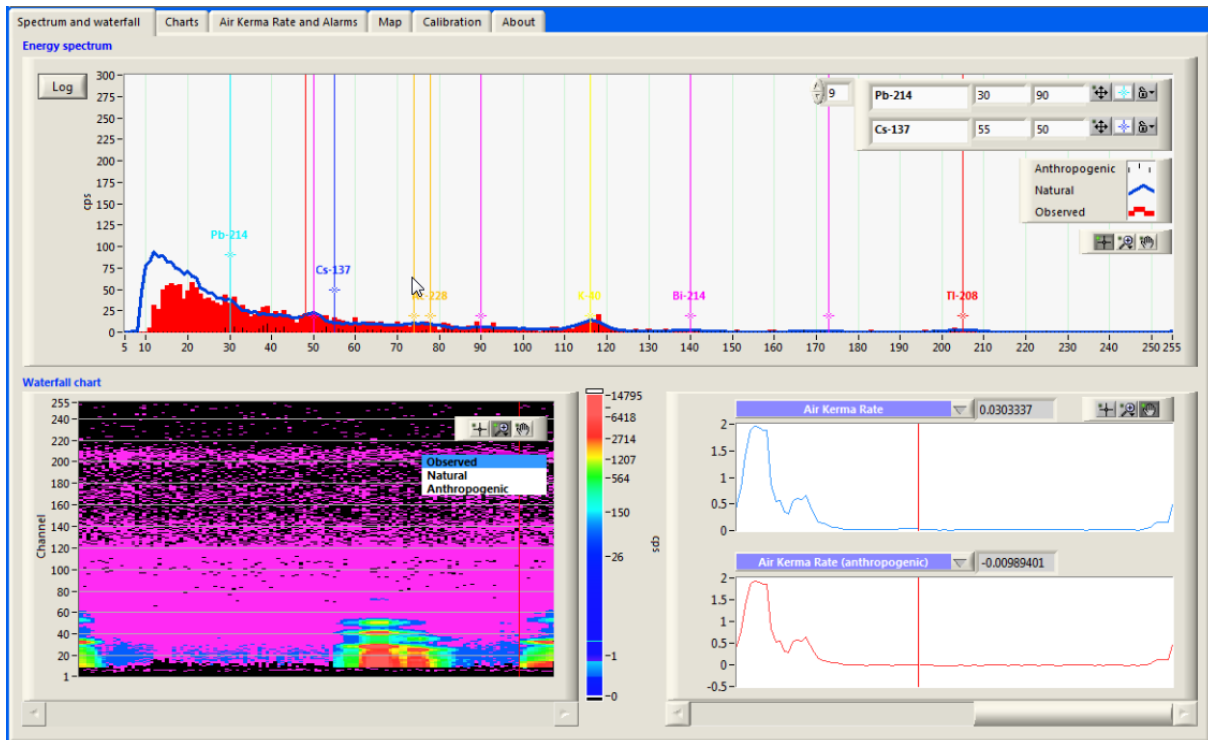 Spectrum and waterfall Charts Air Kerma Rate and Alarms Map Calibration About
Energy spectrum
Log
300
275
250
225
200
175
150
125
100
75
50
25
0
cps
9
Pb-214 30 90
Cs-137 55 50
Anthropogenic
Natural
Observed
Pb-214
Cs-137
-228
K-40
Bi-214
Tl-208
5 10 20 30 40 50 60 70 80 90 100 110 120 130 140 150 160 170 180 190 200 210 220 230 240 250 255
Waterfall chart
255
240
220
200
180
160
140
120
100
80
60
40
20
1
Channel
Observed
Natural
Anthropogenic
14795
6418
2714
1207
564
150
26
1
0
cps
Air Kerma Rate 0.0303337
2
1.5
1
0.5
0
Air Kerma Rate (anthropogenic) -0.00989401
2
1.5
1
0.5
0
-0.5